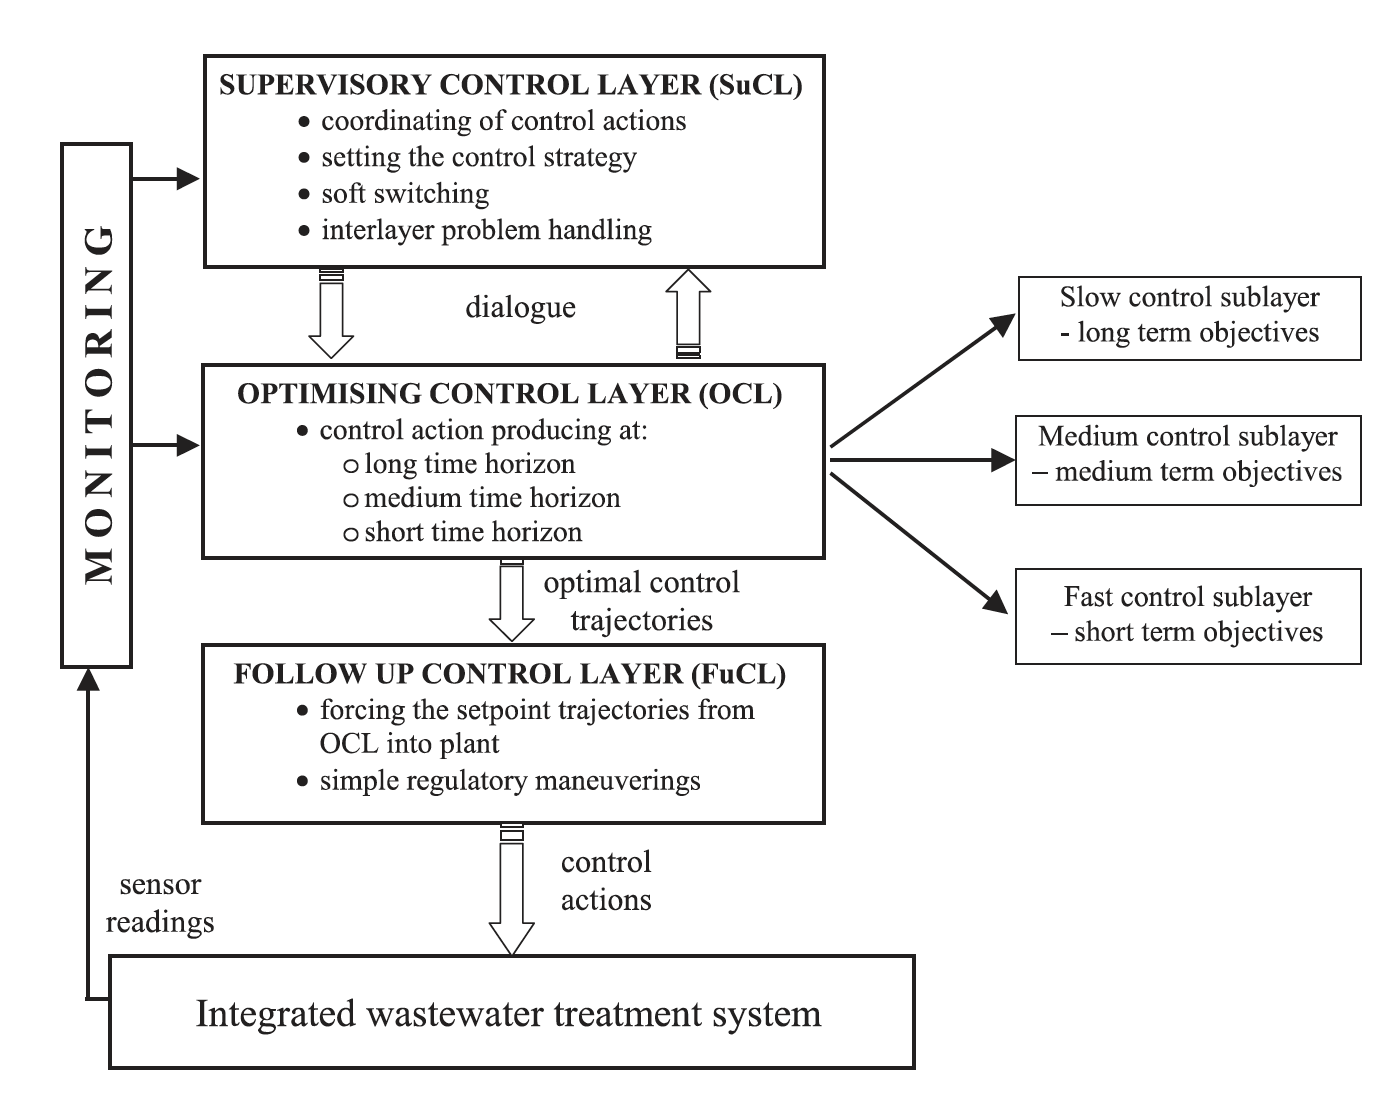 SUPERVISORY CONTROL LAYER (SuCL)
• coordinating of control actions
• setting the control strategy
• soft switching
• interlayer problem handling
MONITORING
dialogue
OPTIMISING CONTROL LAYER (OCL)
• control action producing at:
o long time horizon
o medium time horizon
o short time horizon
Slow control sublayer
- long term objectives
Medium control sublayer
– medium term objectives
Fast control sublayer
– short term objectives
optimal control
trajectories
FOLLOW UP CONTROL LAYER (FuCL)
• forcing the setpoint trajectories from
OCL into plant
• simple regulatory maneuverings
control
actions
sensor
readings
Integrated wastewater treatment system